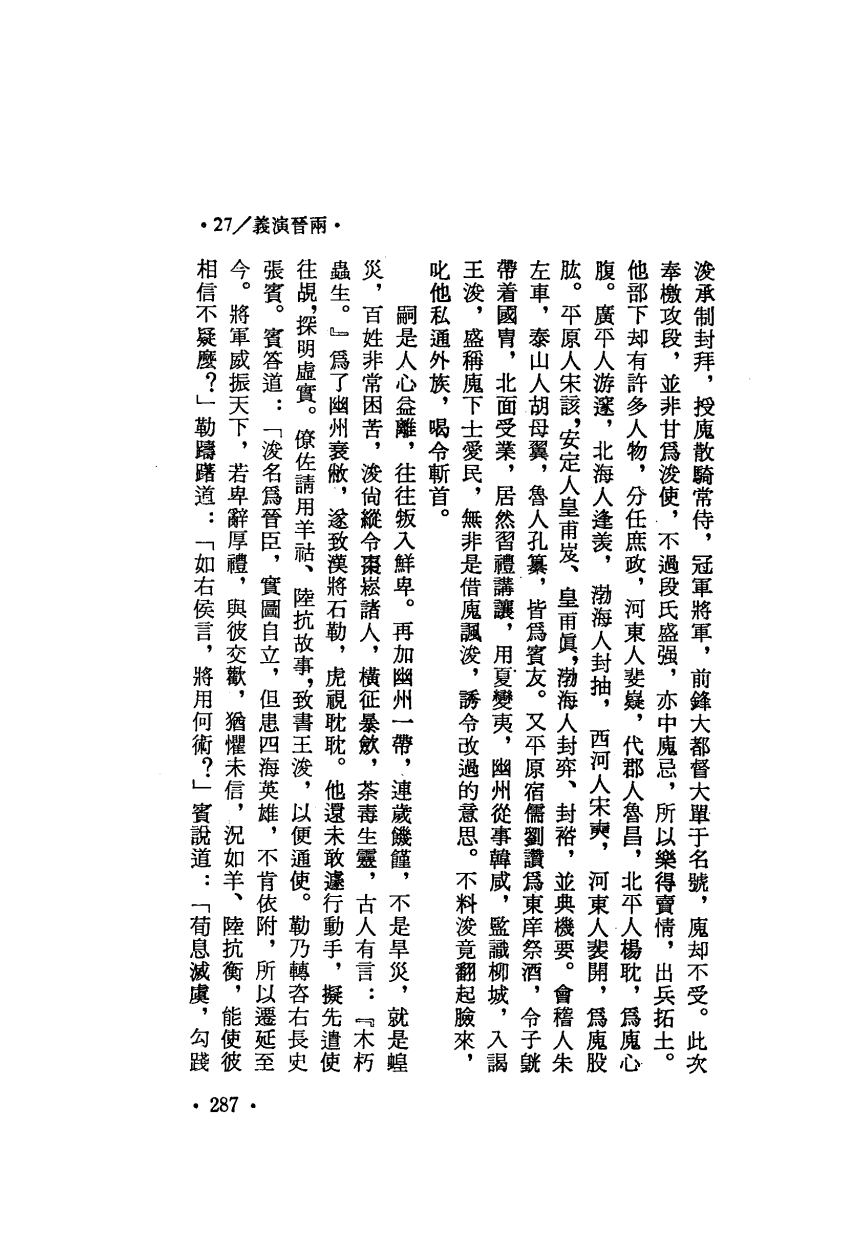 •27╱義演晉兩•
浚承制封拜，授廆散騎常侍，冠軍將軍，前鋒大都督大單于名號，廆却不受。此次
奉檄攻段，並非甘爲浚使，不過段氏盛强，亦中廆忌，所以樂得賣情，出兵拓土。
他部下却有許多人物，分任庶政，河東人裴嶷，代郡人魯昌，北平人楊耽，爲廆心
腹。廣平人游邃，北海人逢羨，渤海人封抽，西河人宋奭，河東人裴開，爲廆股
肱。平原人宋該，安定人皇甫岌、皇甫眞，渤海人封弈、封裕，並典機要。會稽人朱
左車，泰山人胡母翼，魯人孔纂，皆爲賓友。又平原宿儒劉讚爲東庠祭酒，令子皝
帶着國冑，北面受業，居然習禮講讓，用夏變夷，幽州從事韓咸，監護柳城，入謁
王浚，盛稱廆下士愛民，無非是借廆諷浚，誘令改過的意思。不料浚竟翻起臉來，
叱他私通外族，喝令斬首。
嗣是人心益離，往往叛入鮮卑。再加幽州一帶，連歲饑饉，不是旱災，就是蝗
災，百姓非常困苦，浚尙縱令棗崧諸人，橫征暴斂，荼毒生靈，古人有言：『木朽
蟲生。』爲了幽州衰敝，遂致漢將石勒，虎視耽耽。他還未敢遽行動手，擬先遣使
往覘，探明虛實。僚佐請用羊祜、陸抗故事，致書王浚，以便通使。勒乃轉咨右長史
張賓。賓答道：「浚名爲晉臣，實圖自立，但患四海英雄，不肯依附，所以遷延至
今。將軍威振天下，若卑辭厚禮，與彼交歡，猶懼未信，況如羊、陸抗衡，能使彼
相信不疑麼？」勒躊躇道：「如右侯言，將用何術？」賓說道：「荀息滅虞，勾踐
•287•